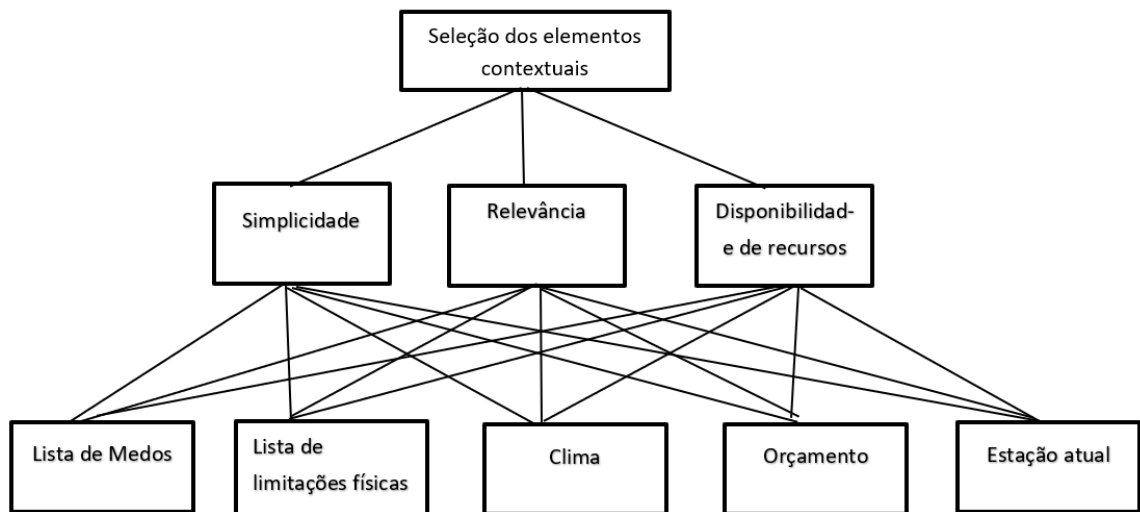 Seleção dos elementos
contextuais
Simplicidade
Relevância
Disponibilidad-
e de recursos
Lista de Medos
Lista de
limitações físicas
Clima
Orçamento
Estação atual